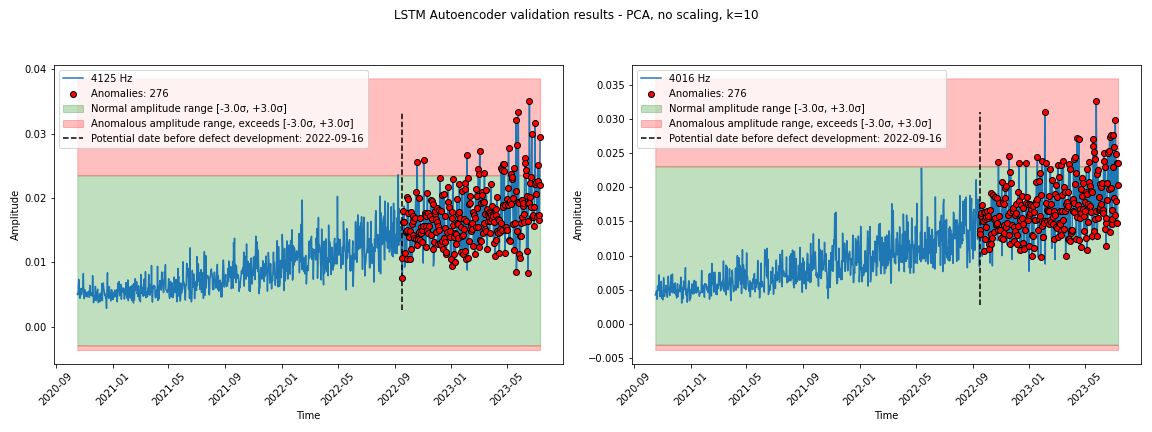 LSTM Autoencoder validation results - PCA, no scaling, k=10
4125 Hz
Anomalies: 276
Normal amplitude range [-3.0σ, +3.0σ]
Anomalous amplitude range, exceeds [-3.0σ, +3.0σ]
Potential date before defect development: 2022-09-16
0.04
0.03
0.02
0.01
0.00
Amplitude
2020-09
2021-01
2021-05
2021-09
2022-01
2022-05
2022-09
2023-01
2023-05
Time
4016 Hz
Anomalies: 276
Normal amplitude range [-3.0σ, +3.0σ]
Anomalous amplitude range, exceeds [-3.0σ, +3.0σ]
Potential date before defect development: 2022-09-16
0.035
0.030
0.025
0.020
0.015
0.010
0.005
0.000
−0.005
Amplitude
2020-09
2021-01
2021-05
2021-09
2022-01
2022-05
2022-09
2023-01
2023-05
Time